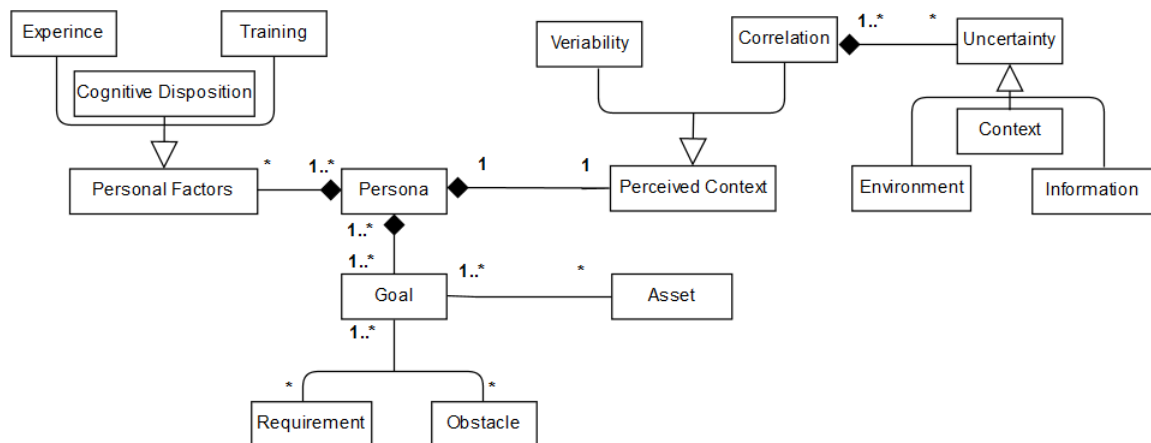 Experince
Training
Veriability
Correlation
1..*
*
Uncertainty
Cognitive Disposition
Context
*
1..*
1
1
Personal Factors
Persona
Perceived Context
Environment
Information
1..*
1..*
1..*
*
Goal
Asset
1..*
*
*
Requirement
Obstacle